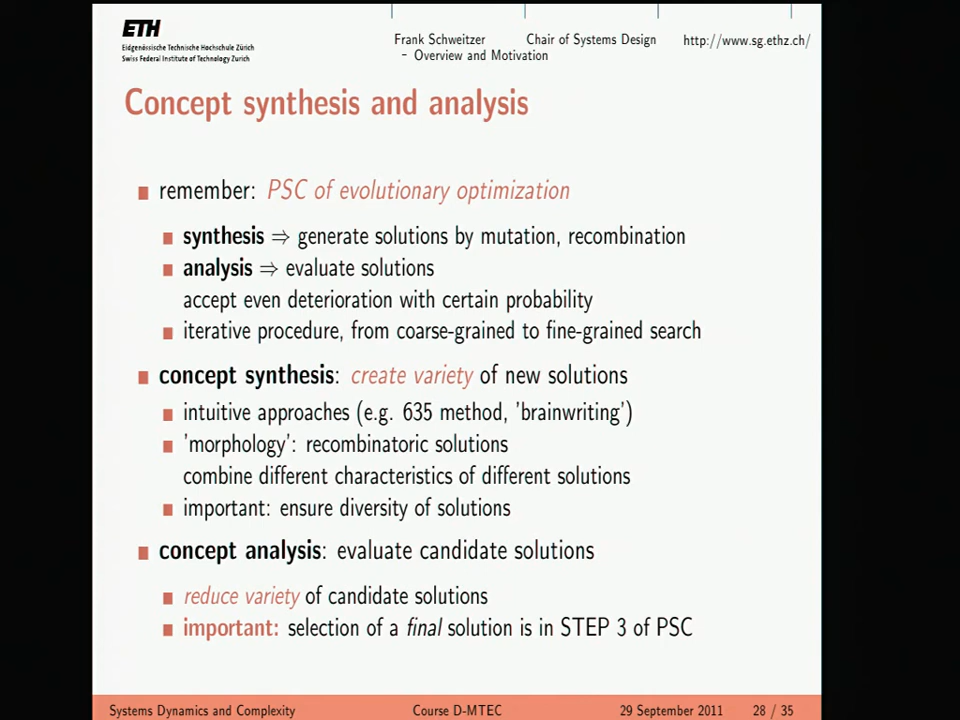 ETH
Eidgenössische Technische Hochschule Zürich
Swiss Federal Institute of Technology Zurich
Frank Schweitzer Chair of Systems Design http://www.sg.ethz.ch/
– Overview and Motivation
Concept synthesis and analysis
remember: PSC of evolutionary optimization
synthesis ⇒ generate solutions by mutation, recombination
analysis ⇒ evaluate solutions
accept even deterioration with certain probability
iterative procedure, from coarse-grained to fine-grained search
concept synthesis: create variety of new solutions
intuitive approaches (e.g. 635 method, 'brainwriting')
'morphology': recombinatoric solutions
combine different characteristics of different solutions
important: ensure diversity of solutions
concept analysis: evaluate candidate solutions
reduce variety of candidate solutions
important: selection of a final solution is in STEP 3 of PSC
Systems Dynamics and Complexity Course D-MTEC 29 September 2011 28 / 35